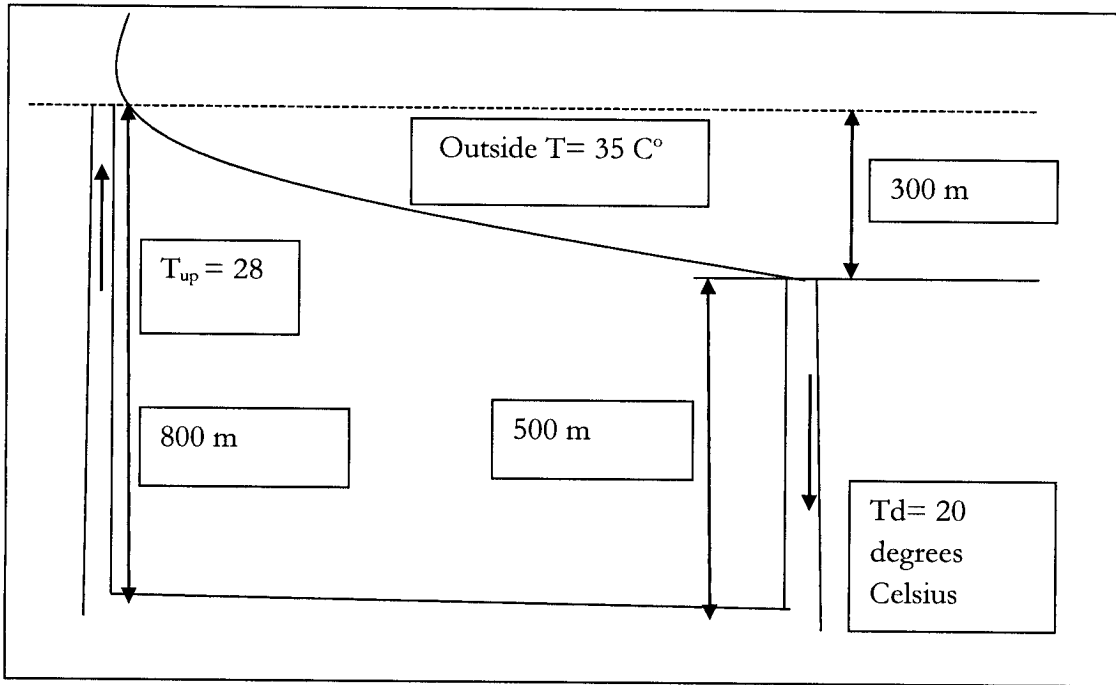 Outside T= 35 C°
300 m
T_up = 28
800 m
500 m
Td= 20
degrees
Celsius